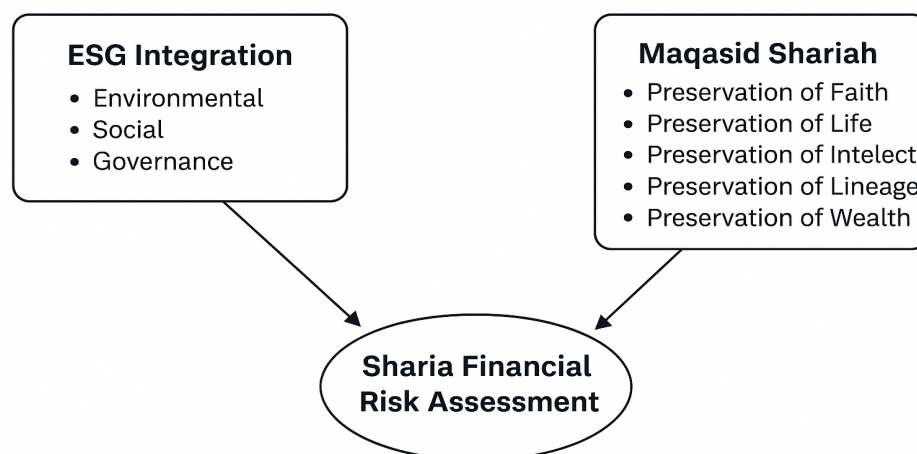 ESG Integration
• Environmental
• Social
• Governance
Maqasid Shariah
• Preservation of Faith
• Preservation of Life
• Preservation of Intelect
• Preservation of Lineage
• Preservation of Wealth
Sharia Financial
Risk Assessment